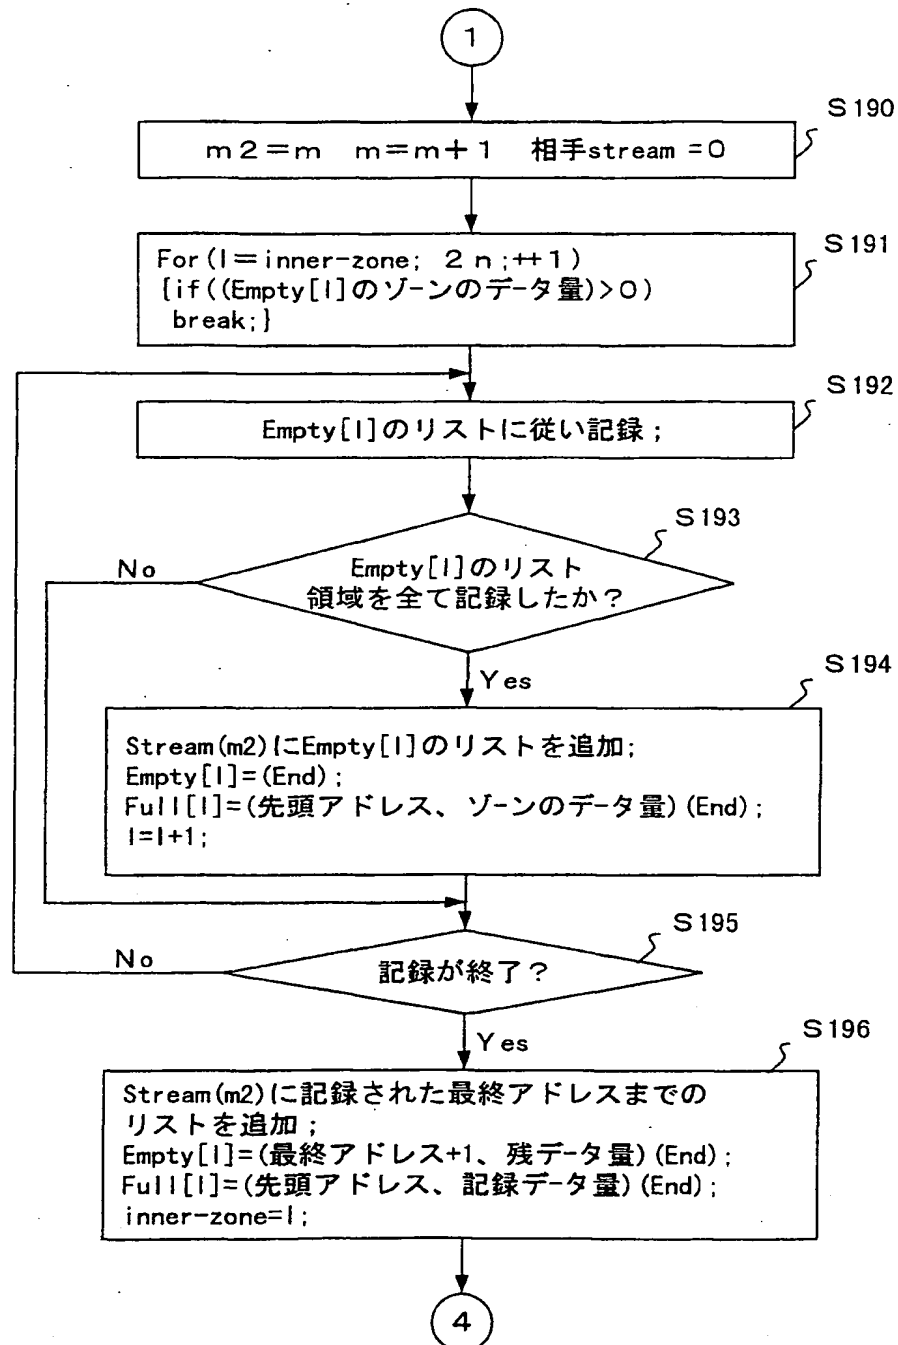 1
S190
m2=m m=m+1 相手stream =0
S191
For(l=inner-zone; 2n;++1)
{if((Empty[l]のゾーンのデータ量)>0)
break;}
S192
Empty[l]のリストに従い記録;
S193
No
Empty[l]のリスト
領域を全て記録したか?
Yes
S194
Stream(m2)にEmpty[l]のリストを追加;
Empty[l]=(End);
Full[l]=(先頭アドレス、ゾーンのデータ量)(End);
l=l+1;
S195
No
記録が終了?
Yes
S196
Stream(m2)に記録された最終アドレスまでの
リストを追加;
Empty[l]=(最終アドレス+1、残データ量)(End);
Full[l]=(先頭アドレス、記録データ量)(End);
inner-zone=l;
4